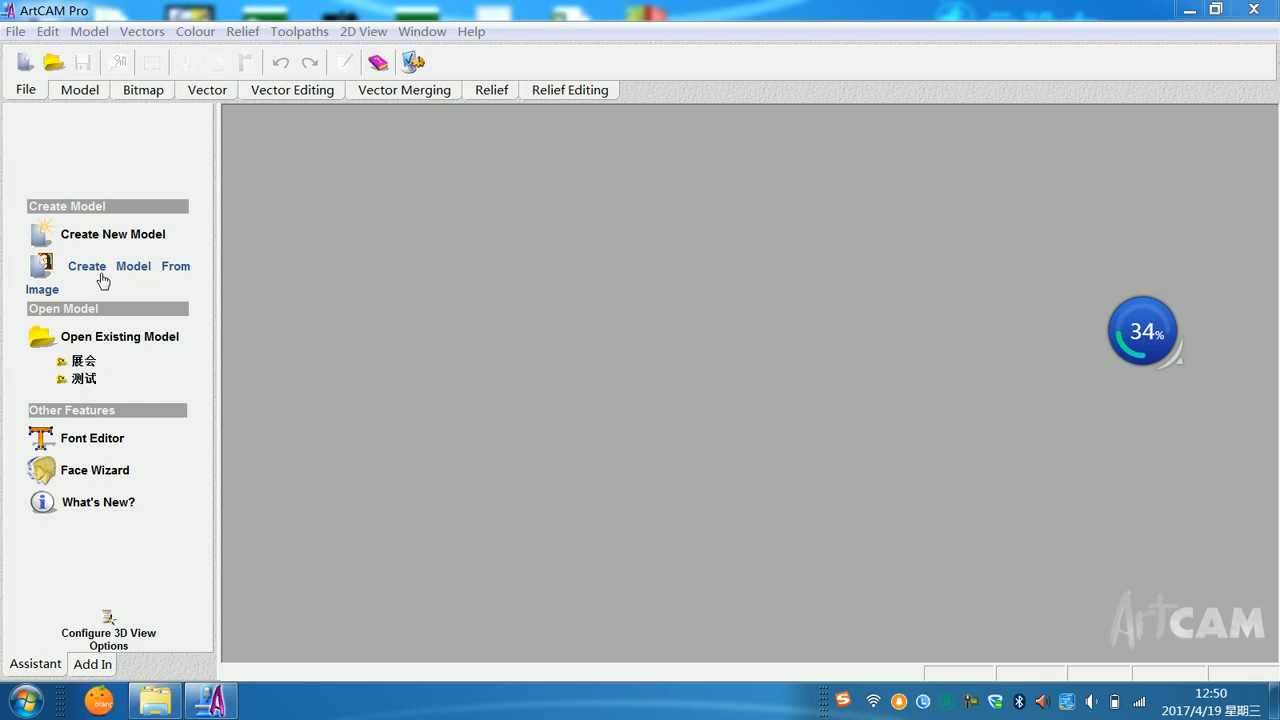 ArtCAM Pro
File Edit Model Vectors Colour Relief Toolpaths 2D View Window Help
File Model Bitmap Vector Vector Editing Vector Merging Relief Relief Editing
Create Model
Create New Model
Create Model From
Image
Open Model
Open Existing Model
展会
测试
Other Features
Font Editor
Face Wizard
What's New?
Configure 3D View
Options
Assistant Add In
34%
ArtCAM
orang
12:50
2017/4/19 星期三